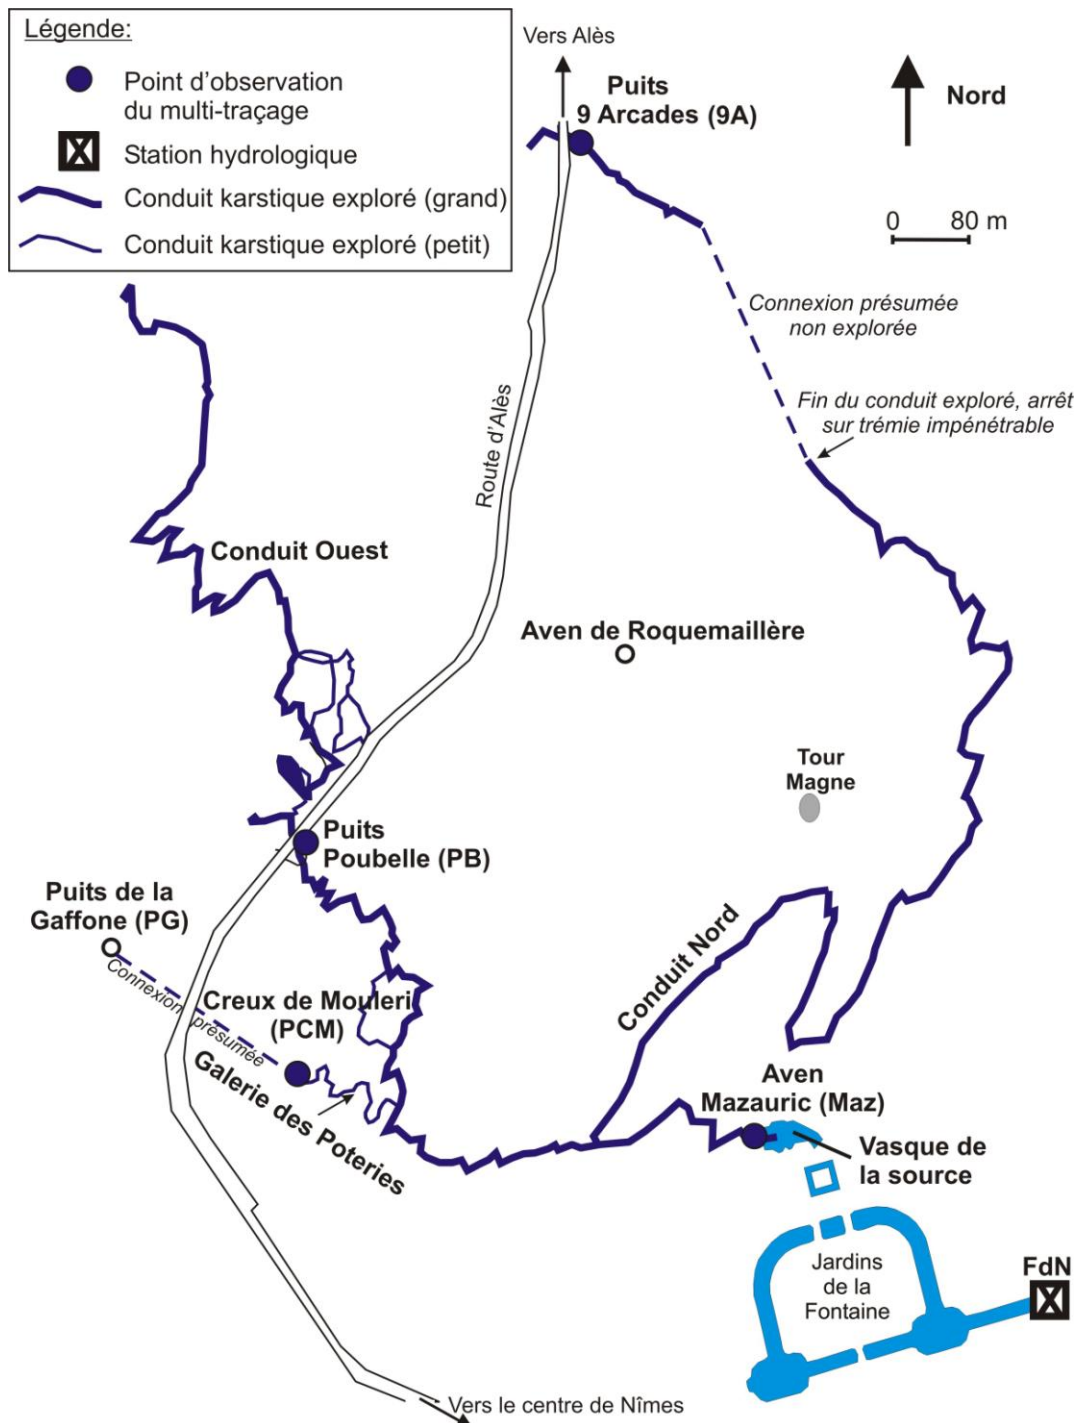 Légende:
Point d'observation
du multi-traçage
Station hydrologique
Conduit karstique exploré (grand)
Conduit karstique exploré (petit)
Vers Alès
Puits
9 Arcades (9A)
Nord
0 80 m
Connexion présumée
non explorée
Fin du conduit exploré, arrêt
sur trémie impénétrable
Route d'Alès
Conduit Ouest
Aven de Roquemaillère
Tour
Magne
Puits
Poubelle (PB)
Puits de la
Gaffone (PG)
Connexion présumée
Creux de Mouleri
(PCM)
Galerie des Poteries
Conduit Nord
Aven
Mazauric (Maz)
Vasque de
la source
FdN
Jardins
de la
Fontaine
Vers le centre de Nîmes